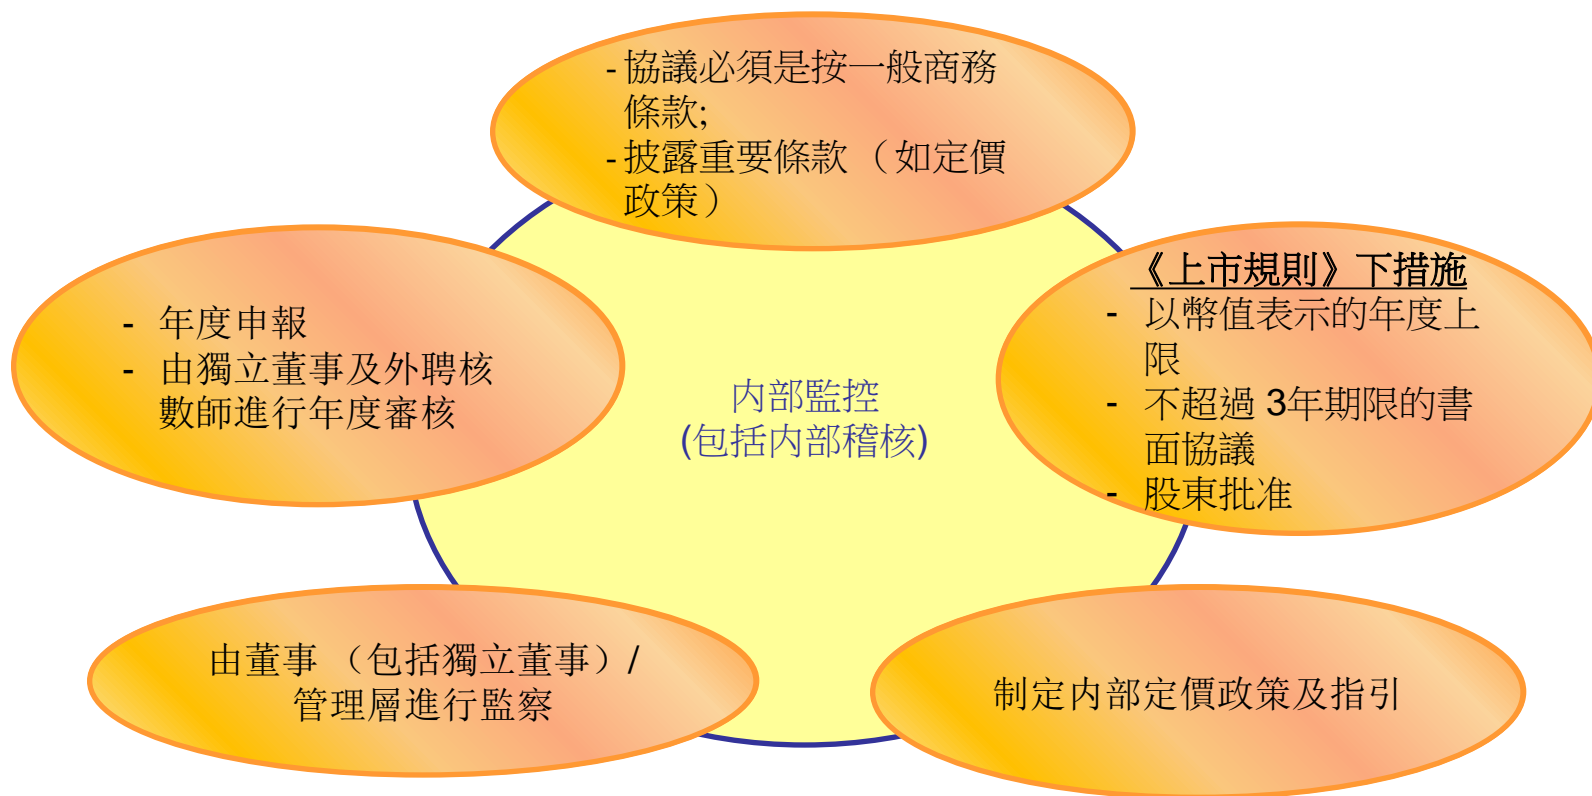 - 協議必須是按一般商務
條款;
- 披露重要條款（如定價
政策）
《上市規則》下措施
- 以幣值表示的年度上
限
- 不超過 3年期限的書
面協議
- 股東批准
- 年度申報
- 由獨立董事及外聘核
數師進行年度審核
内部監控
(包括内部稽核)
由董事 （包括獨立董事）/
管理層進行監察
制定内部定價政策及指引